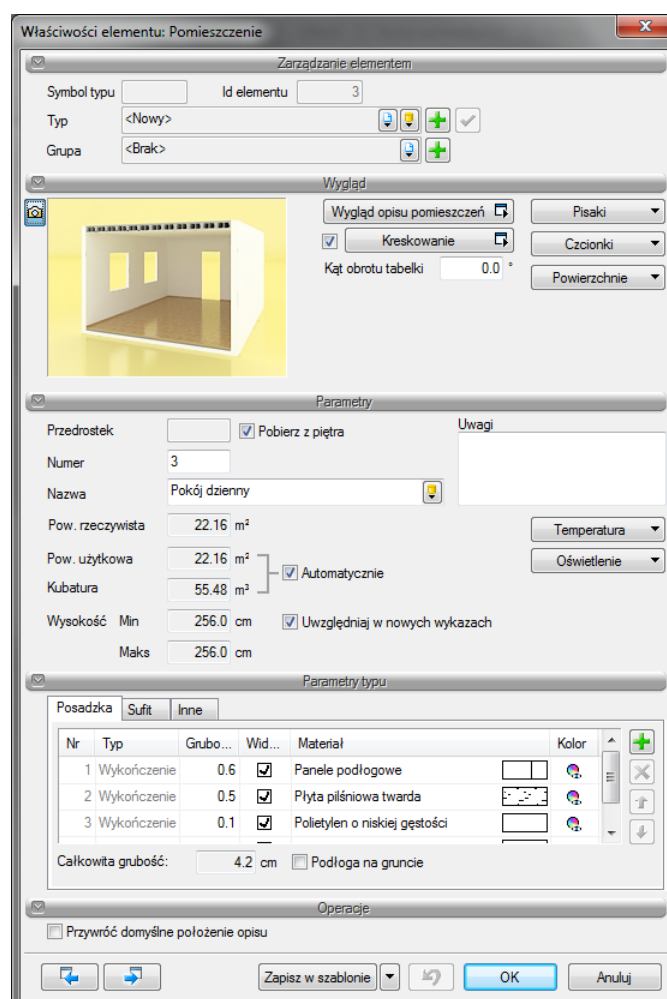 Właściwości elementu: Pomieszczenie
Zarządzanie elementem
Symbol typu Id elementu 3
Typ <Nowy>
Grupa <Brak>
Wygląd
Wygląd opisu pomieszczeń Pisaki
Kreskowanie Czcionki
Kąt obrotu tabelki 0.0 ° Powierzchnie
Parametry
Przedrostek Pobierz z piętra Uwagi
Numer 3
Nazwa Pokój dzienny
Pow. rzeczywista 22.16 m² Temperatura
Pow. użytkowa 22.16 m² Oświetlenie
Automatycznie
Kubatura 55.48 m³
Wysokość Min 256.0 cm Uwzględniaj w nowych wykazach
Maks 256.0 cm
Parametry typu
Posadzka Sufit Inne
Nr Typ Grubo... Wid... Materiał Kolor
1 Wykończenie 0.6 Panele podłogowe
2 Wykończenie 0.5 Płyta pilśniowa twarda
3 Wykończenie 0.1 Polietylen o niskiej gęstości
Całkowita grubość: 4.2 cm Podłoga na gruncie
Operacje
Przywróć domyślne położenie opisu
Zapisz w szablonie OK Anuluj